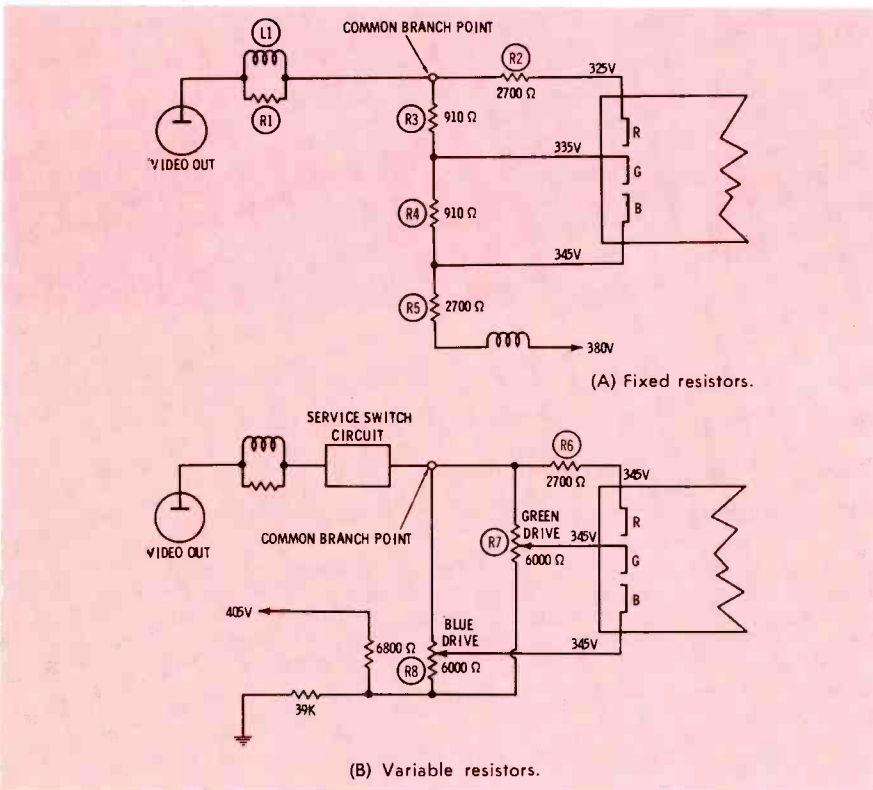 L1
COMMON BRANCH POINT
R2
325V
2700 Ω
R1
R3
910 Ω
VIDEO OUT
335V
R
G
B
R4
910 Ω
345V
R5
2700 Ω
380V
(A) Fixed resistors.
SERVICE SWITCH
CIRCUIT
R6
345V
2700 Ω
GREEN
DRIVE
COMMON BRANCH POINT
R7
345V
6000 Ω
R
G
B
VIDEO OUT
405V
BLUE
DRIVE
345V
6800 Ω
R8
6000 Ω
39K
(B) Variable resistors.